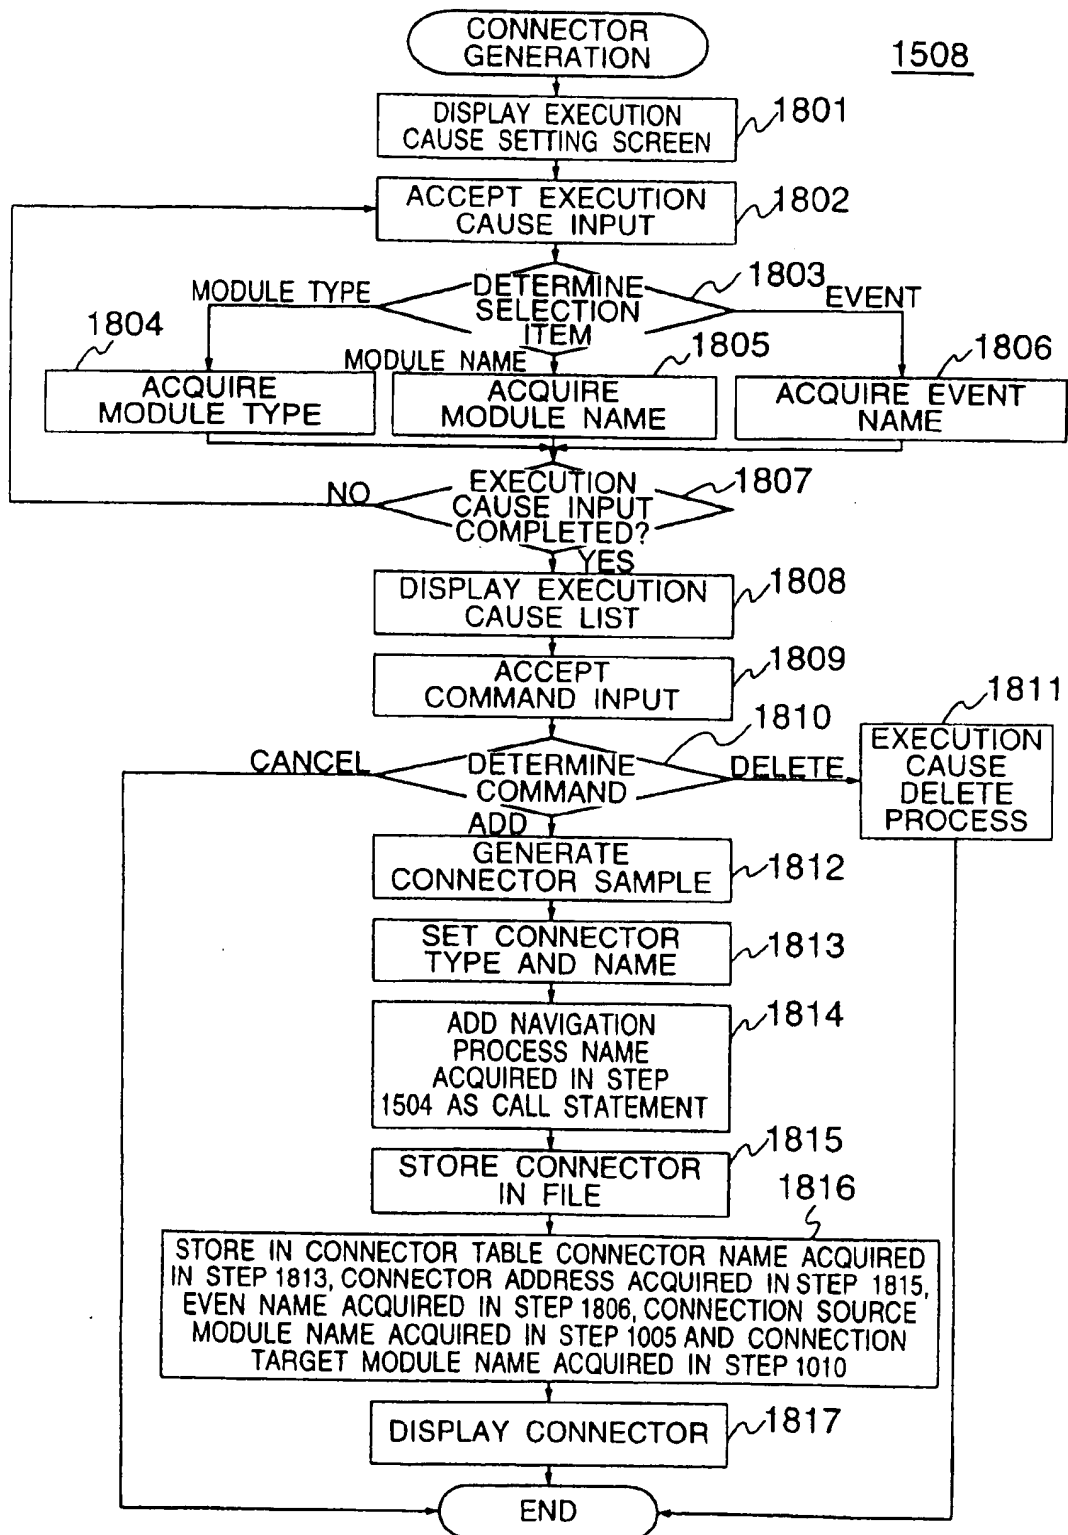 CONNECTOR
GENERATION
1508
DISPLAY EXECUTION
CAUSE SETTING SCREEN
1801
ACCEPT EXECUTION
CAUSE INPUT
1802
DETERMINE
SELECTION
ITEM
1803
MODULE TYPE
EVENT
1804
MODULE NAME
1805
1806
ACQUIRE
MODULE TYPE
ACQUIRE
MODULE NAME
ACQUIRE EVENT
NAME
EXECUTION
CAUSE INPUT
COMPLETED?
1807
NO
YES
DISPLAY EXECUTION
CAUSE LIST
1808
ACCEPT
COMMAND INPUT
1809
1810
1811
CANCEL
DETERMINE
COMMAND
DELETE
EXECUTION
CAUSE
DELETE
PROCESS
ADD
GENERATE
CONNECTOR SAMPLE
1812
SET CONNECTOR
TYPE AND NAME
1813
ADD NAVIGATION
PROCESS NAME
ACQUIRED IN STEP
1504 AS CALL STATEMENT
1814
STORE CONNECTOR
IN FILE
1815
1816
STORE IN CONNECTOR TABLE CONNECTOR NAME ACQUIRED
IN STEP 1813, CONNECTOR ADDRESS ACQUIRED IN STEP 1815,
EVEN NAME ACQUIRED IN STEP 1806, CONNECTION SOURCE
MODULE NAME ACQUIRED IN STEP 1005 AND CONNECTION
TARGET MODULE NAME ACQUIRED IN STEP 1010
DISPLAY CONNECTOR
1817
END